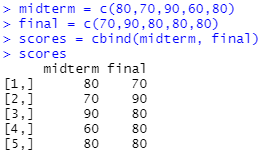 > midterm = c(80,70,90,60,80)
> final = c(70,90,80,80,80)
> scores = cbind(midterm, final)
> scores
     midterm final
[1,]      80    70
[2,]      70    90
[3,]      90    80
[4,]      60    80
[5,]      80    80